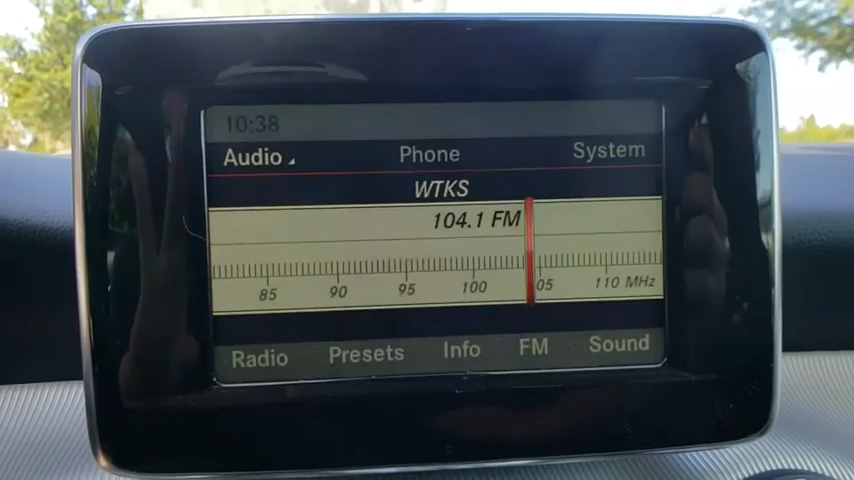 10:38
Audio Phone System
WTKS
104.1 FM
85 90 95 100 05 110 MHz
Radio Presets Info FM Sound